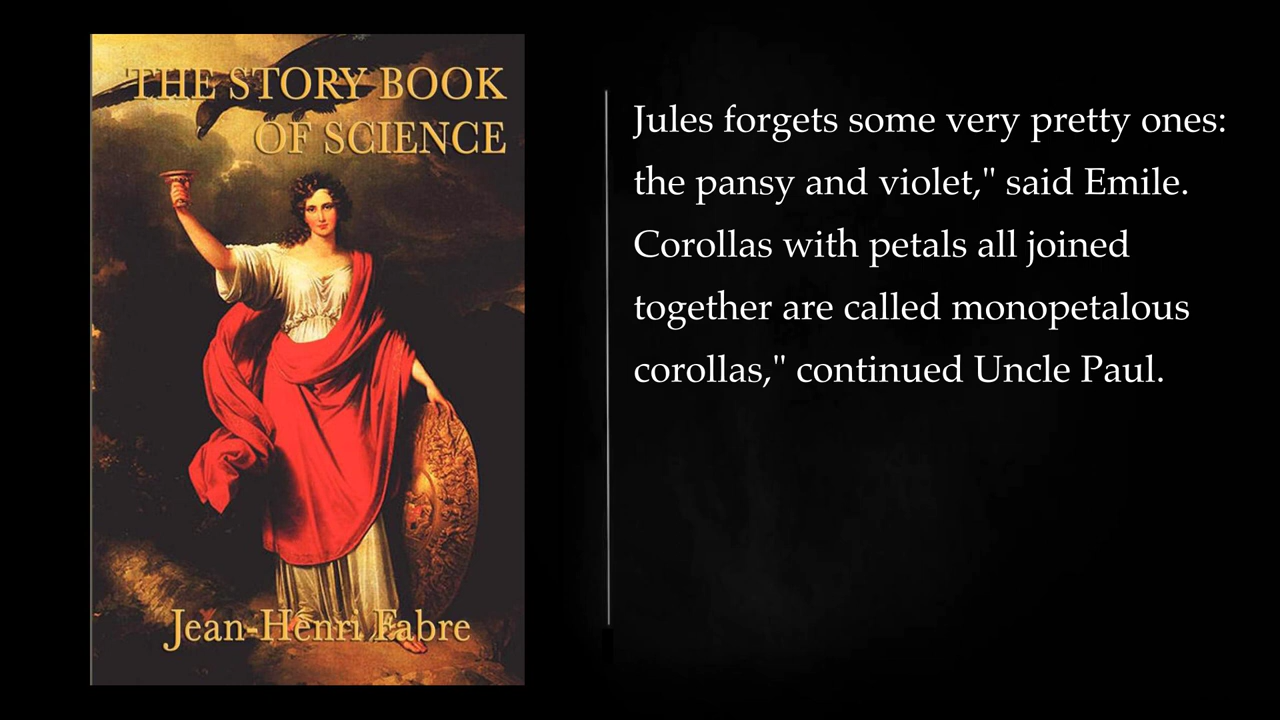 THE STORY BOOK
OF SCIENCE
Jean-Henri Fabre
Jules forgets some very pretty ones:
the pansy and violet," said Emile.
Corollas with petals all joined
together are called monopetalous
corollas," continued Uncle Paul.